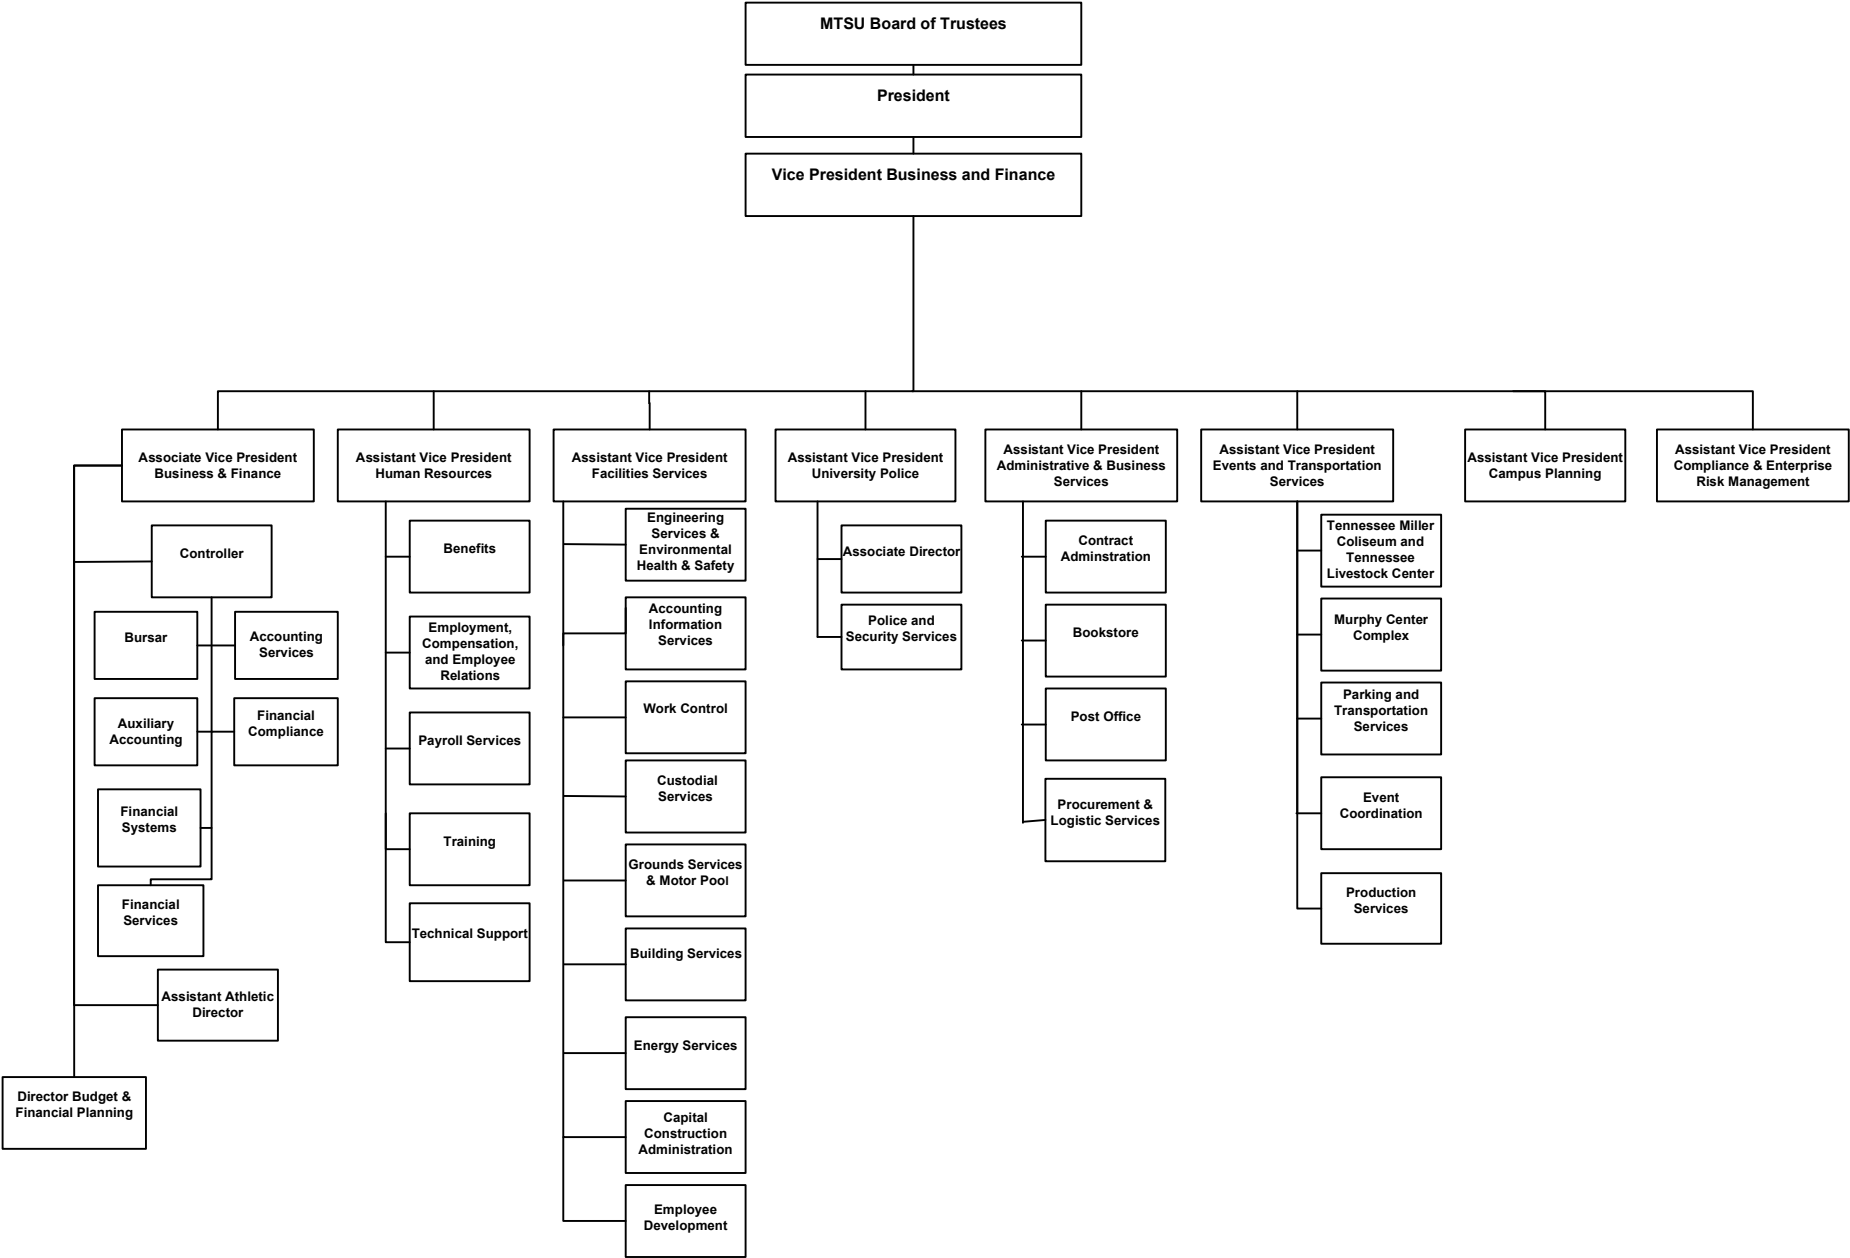 MTSU Board of Trustees
President
Vice President Business and Finance
Associate Vice President
Business & Finance
Assistant Vice President
Human Resources
Assistant Vice President
Facilities Services
Assistant Vice President
University Police
Assistant Vice President
Administrative & Business
Services
Assistant Vice President
Events and Transportation
Services
Assistant Vice President
Campus Planning
Assistant Vice President
Compliance & Enterprise
Risk Management
Controller
Bursar
Accounting
Services
Auxiliary
Accounting
Financial
Compliance
Financial
Systems
Financial
Services
Assistant Athletic
Director
Director Budget &
Financial Planning
Benefits
Employment,
Compensation,
and Employee
Relations
Payroll Services
Training
Technical Support
Engineering
Services &
Environmental
Health & Safety
Accounting
Information
Services
Work Control
Custodial
Services
Grounds Services
& Motor Pool
Building Services
Energy Services
Capital
Construction
Administration
Employee
Development
Associate Director
Police and
Security Services
Contract
Adminstration
Bookstore
Post Office
Procurement &
Logistic Services
Tennessee Miller
Coliseum and
Tennessee
Livestock Center
Murphy Center
Complex
Parking and
Transportation
Services
Event
Coordination
Production
Services